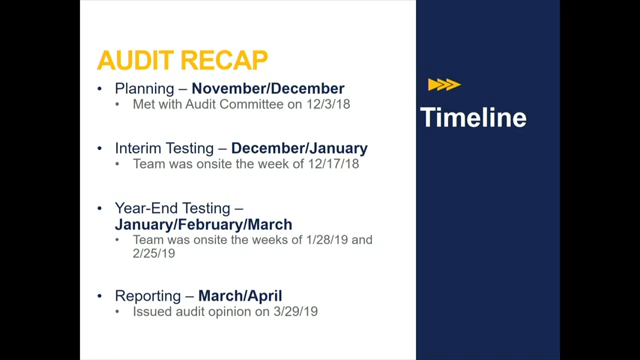 AUDIT RECAP
• Planning – November/December
• Met with Audit Committee on 12/3/18
• Interim Testing – December/January
• Team was onsite the week of 12/17/18
• Year-End Testing –
January/February/March
• Team was onsite the weeks of 1/28/19 and
2/25/19
• Reporting – March/April
• Issued audit opinion on 3/29/19
Timeline